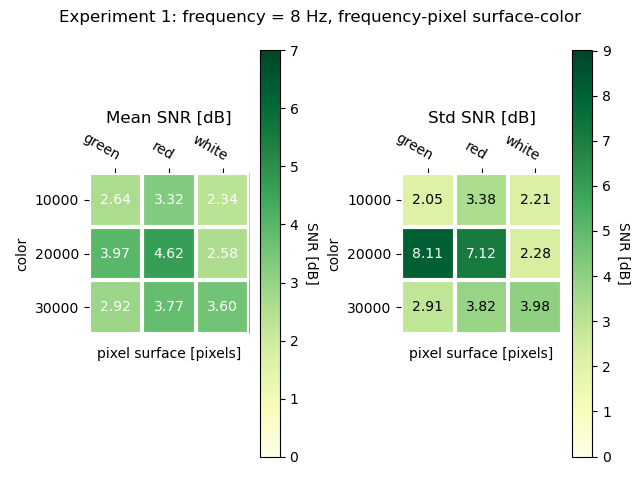 Experiment 1: frequency = 8 Hz, frequency-pixel surface-color
Mean SNR [dB]
green red white
color
10000 2.64 3.32 2.34
20000 3.97 4.62 2.58
30000 2.92 3.77 3.60
pixel surface [pixels]
7
6
5
4
3
2
1
0
SNR [dB]
Std SNR [dB]
green red white
color
10000 2.05 3.38 2.21
20000 8.11 7.12 2.28
30000 2.91 3.82 3.98
pixel surface [pixels]
9
8
7
6
5
4
3
2
1
0
SNR [dB]